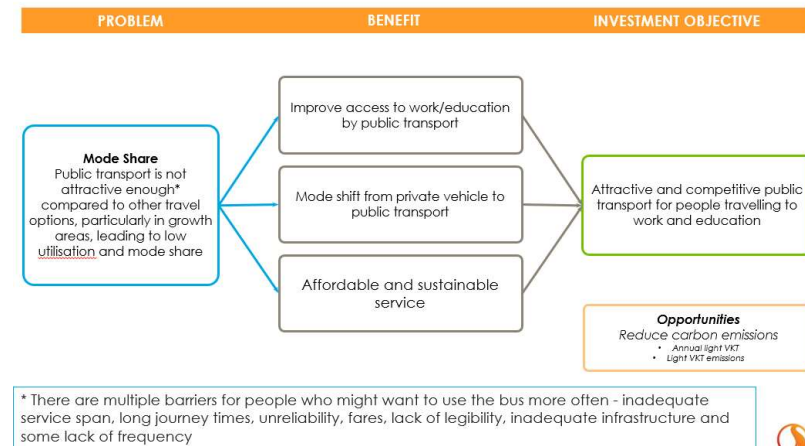 PROBLEM
BENEFIT
INVESTMENT OBJECTIVE
Mode Share
Public transport is not
attractive enough*
compared to other travel
options, particularly in growth
areas, leading to low
utilisation and mode share
Improve access to work/education
by public transport
Mode shift from private vehicle to
public transport
Affordable and sustainable
service
Attractive and competitive public
transport for people travelling to
work and education
Opportunities
Reduce carbon emissions
• Annual light VKT
• Light VKT emissions
* There are multiple barriers for people who might want to use the bus more often - inadequate
service span, long journey times, unreliability, fares, lack of legibility, inadequate infrastructure and
some lack of frequency